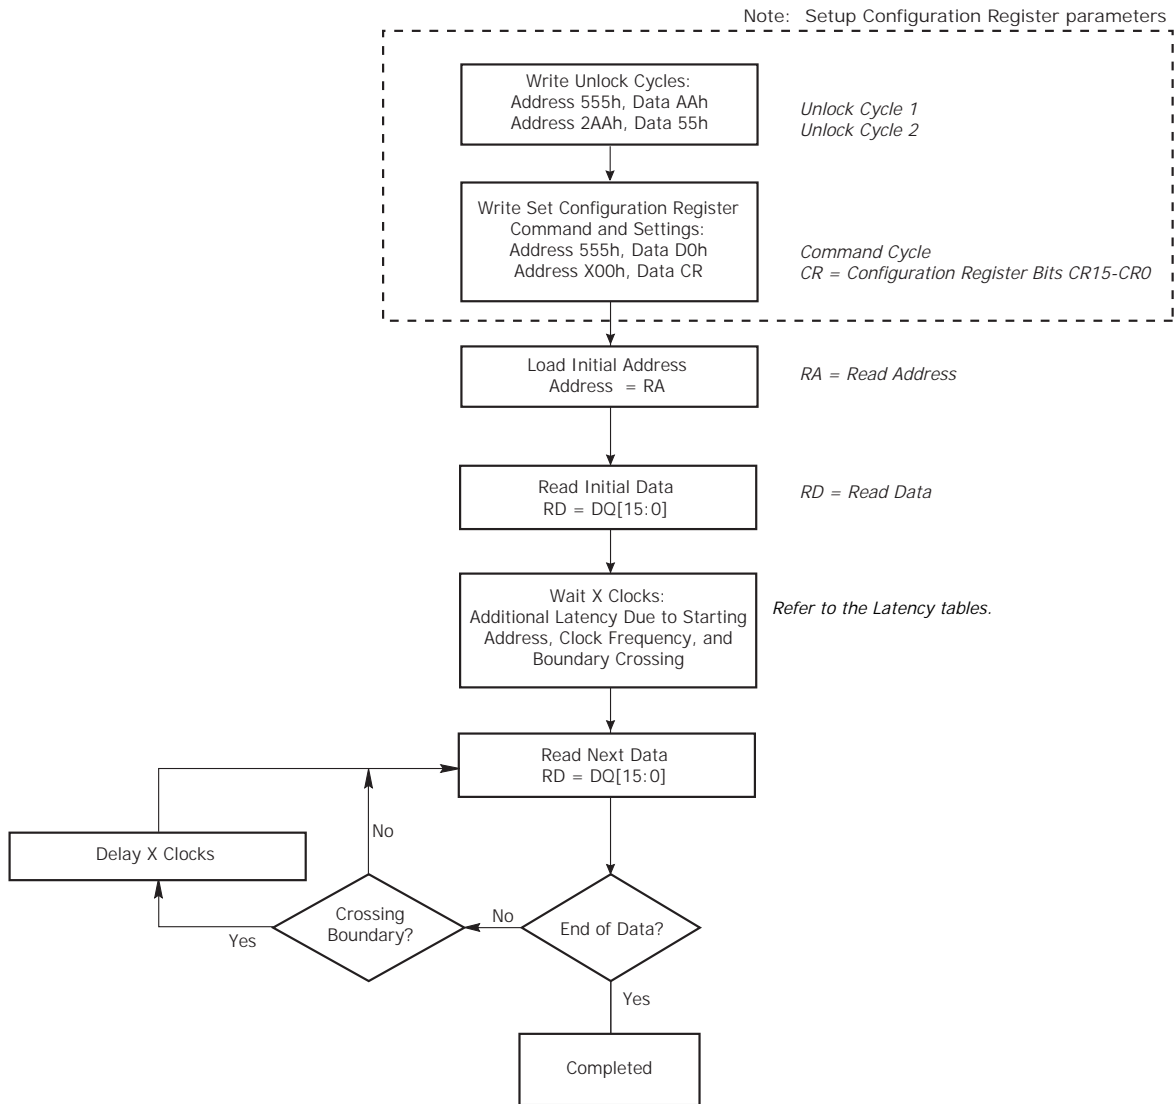 Note: Setup Configuration Register parameters
Write Unlock Cycles:
Address 555h, Data AAh
Address 2AAh, Data 55h
Unlock Cycle 1
Unlock Cycle 2
Write Set Configuration Register
Command and Settings:
Address 555h, Data D0h
Address X00h, Data CR
Command Cycle
CR = Configuration Register Bits CR15-CR0
Load Initial Address
Address = RA
RA = Read Address
Read Initial Data
RD = DQ[15:0]
RD = Read Data
Wait X Clocks:
Additional Latency Due to Starting
Address, Clock Frequency, and
Boundary Crossing
Refer to the Latency tables.
Read Next Data
RD = DQ[15:0]
No
Delay X Clocks
Crossing
Boundary?
Yes
No
End of Data?
Yes
Completed